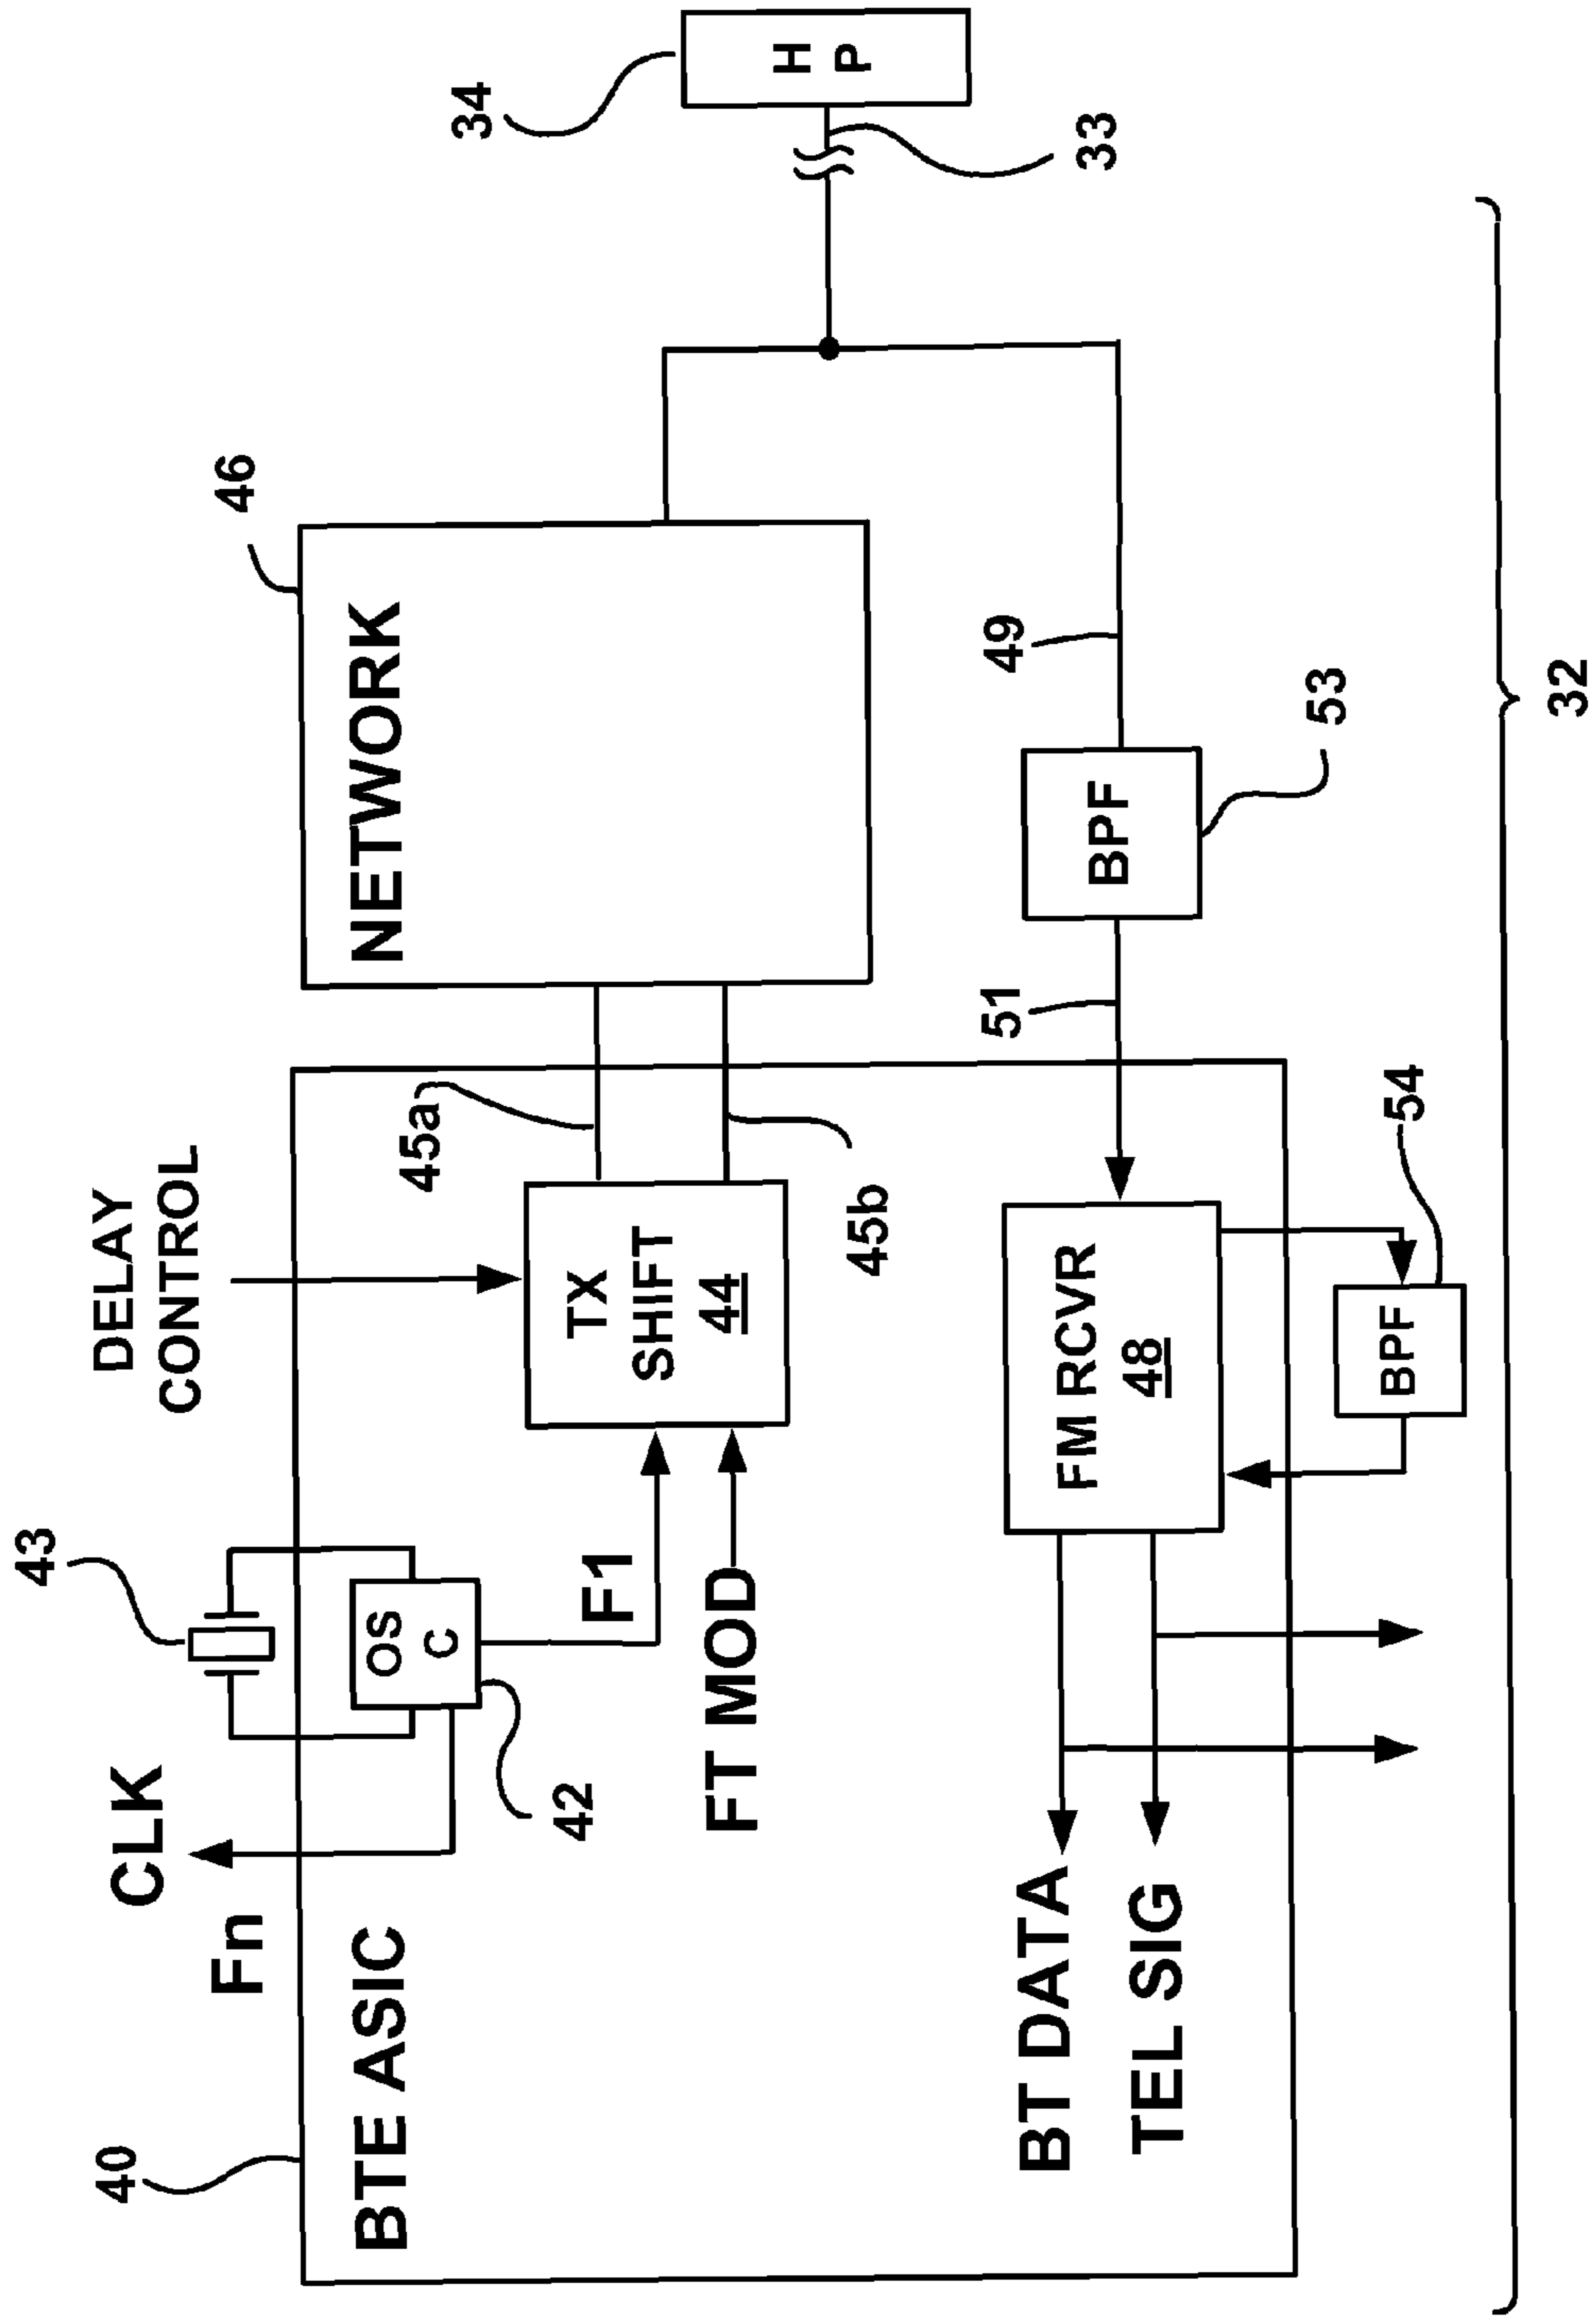 43
DELAY
CONTROL
CLK
Fn
40
BTE ASIC
OS
C
42
F1
FT MOD
TX
SHIFT
44
45a
45b
NETWORK
46
34
H
P
33
BT DATA
TEL SIG
FM RCVR
48
51
BPF
49
53
BPF
54
32